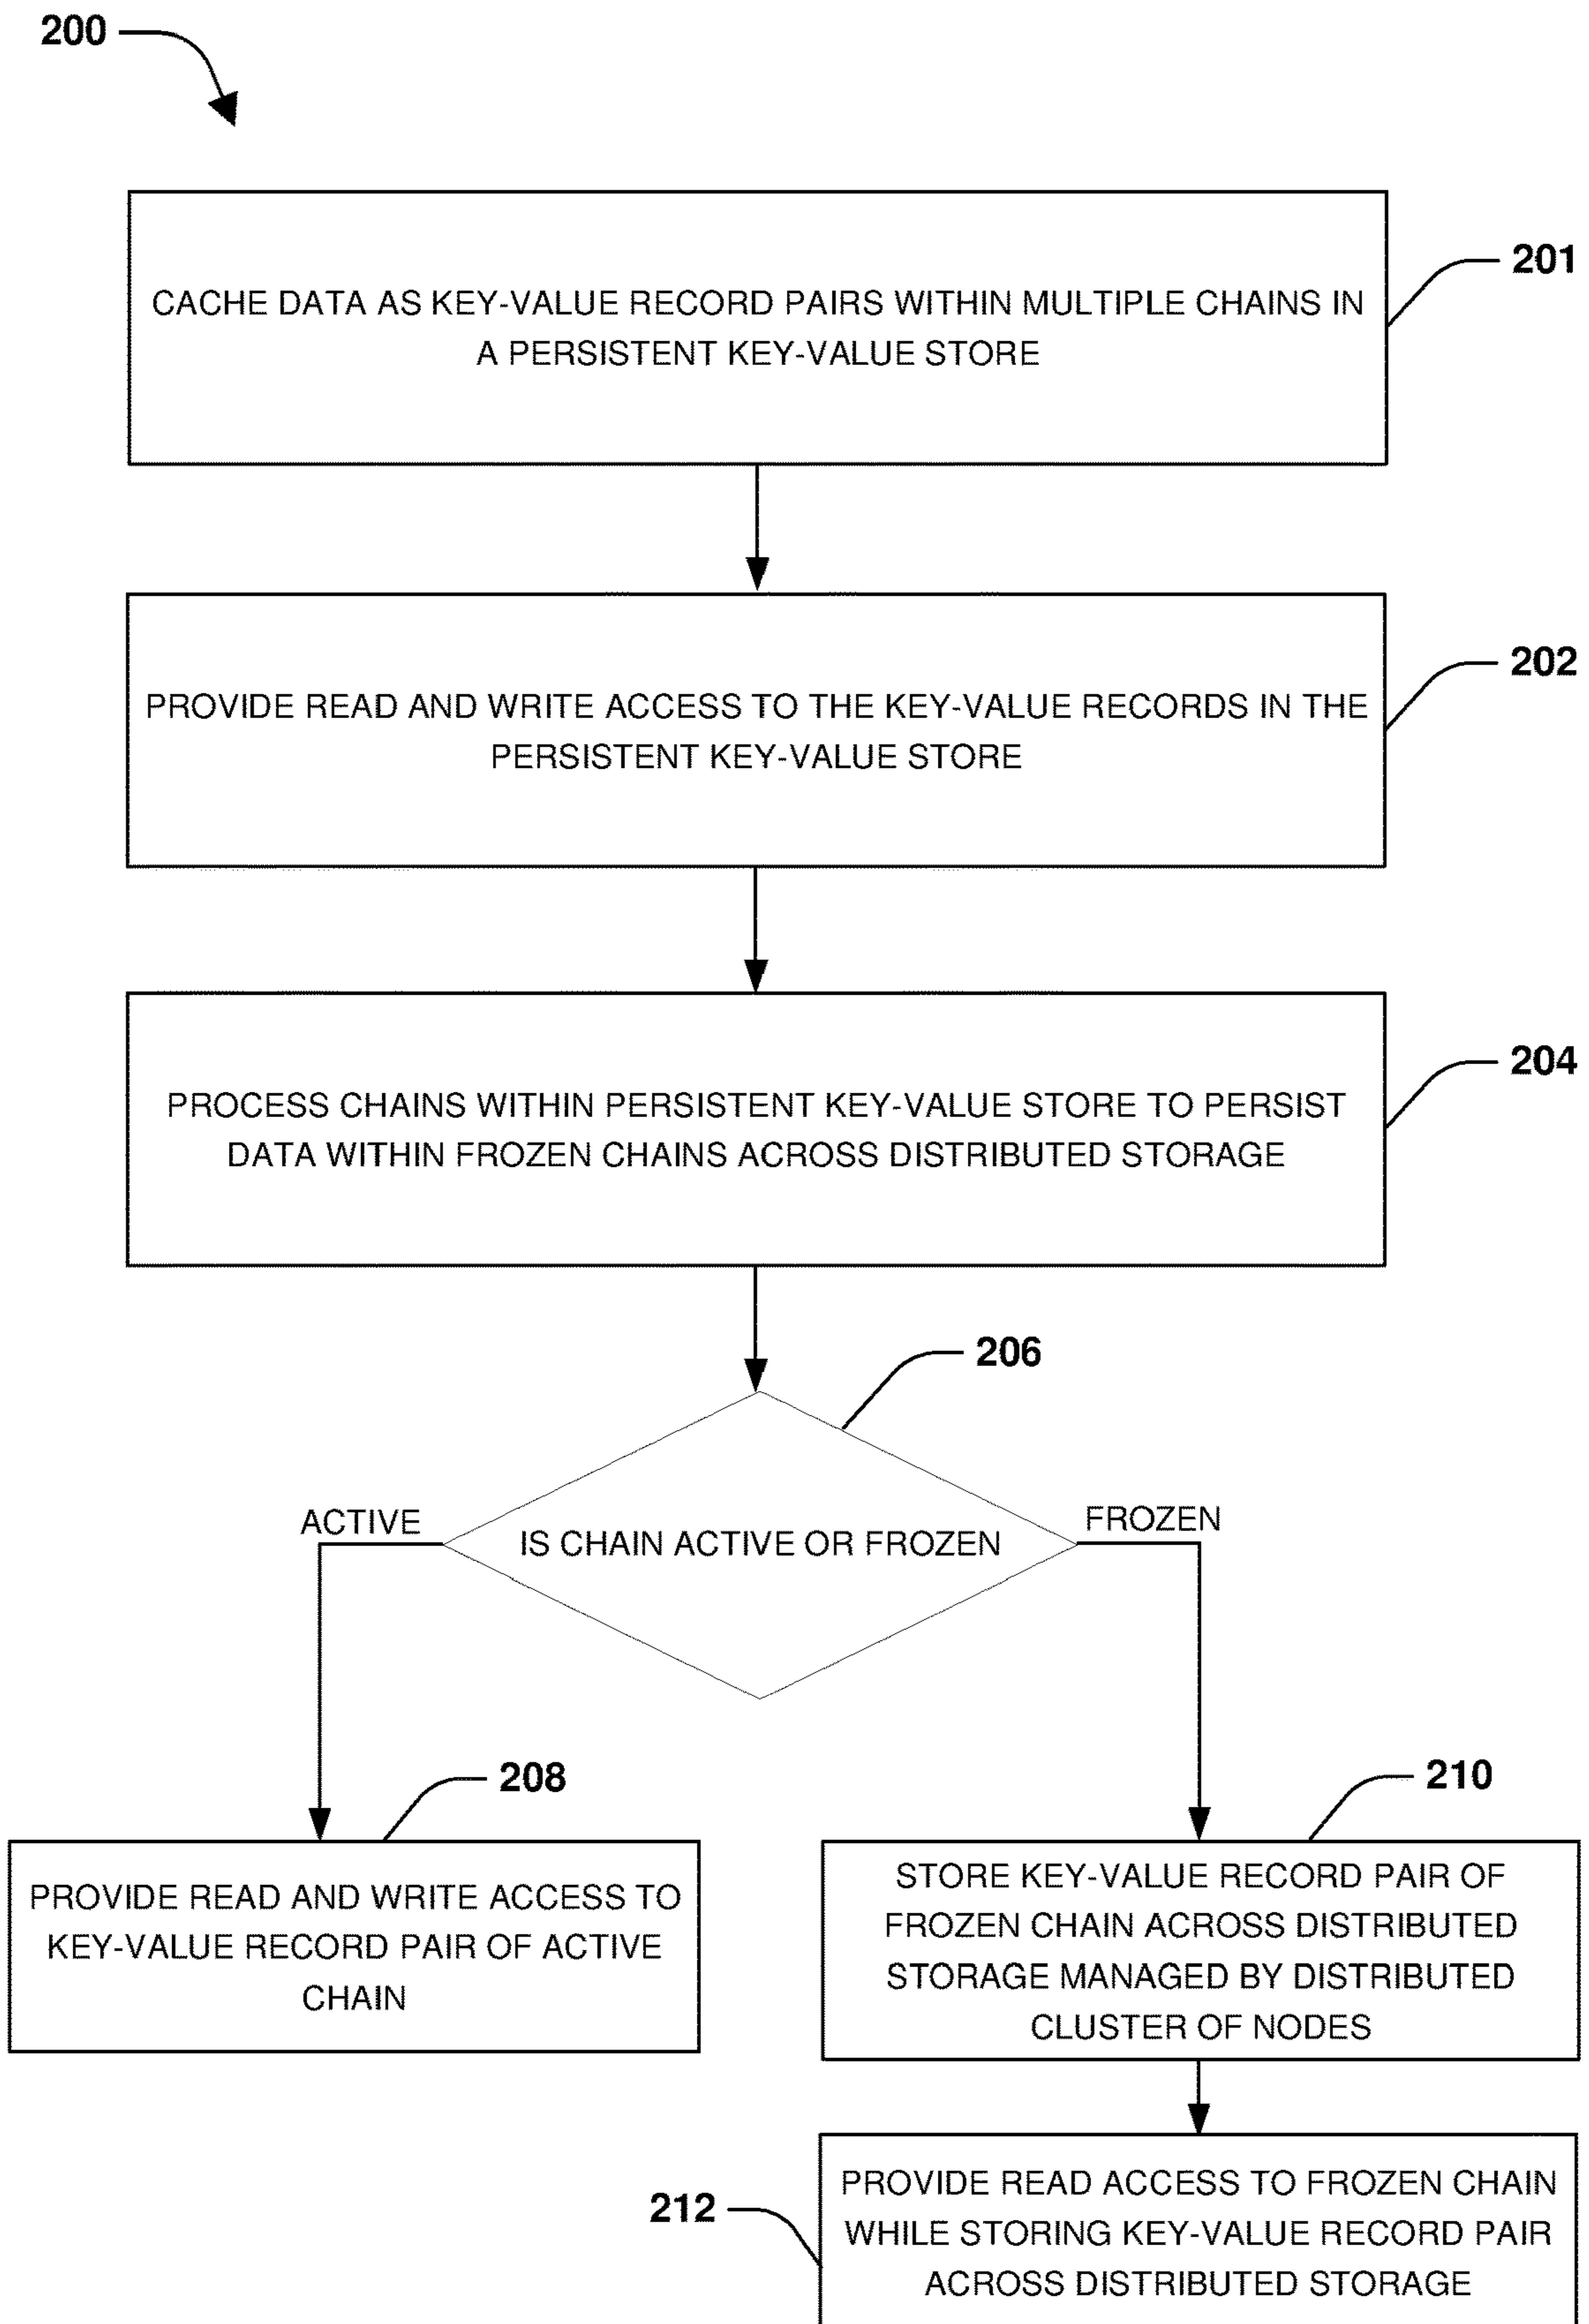 200
201
CACHE DATA AS KEY-VALUE RECORD PAIRS WITHIN MULTIPLE CHAINS IN
A PERSISTENT KEY-VALUE STORE
202
PROVIDE READ AND WRITE ACCESS TO THE KEY-VALUE RECORDS IN THE
PERSISTENT KEY-VALUE STORE
204
PROCESS CHAINS WITHIN PERSISTENT KEY-VALUE STORE TO PERSIST
DATA WITHIN FROZEN CHAINS ACROSS DISTRIBUTED STORAGE
206
ACTIVE
IS CHAIN ACTIVE OR FROZEN
FROZEN
208
PROVIDE READ AND WRITE ACCESS TO
KEY-VALUE RECORD PAIR OF ACTIVE
CHAIN
210
STORE KEY-VALUE RECORD PAIR OF
FROZEN CHAIN ACROSS DISTRIBUTED
STORAGE MANAGED BY DISTRIBUTED
CLUSTER OF NODES
212
PROVIDE READ ACCESS TO FROZEN CHAIN
WHILE STORING KEY-VALUE RECORD PAIR
ACROSS DISTRIBUTED STORAGE